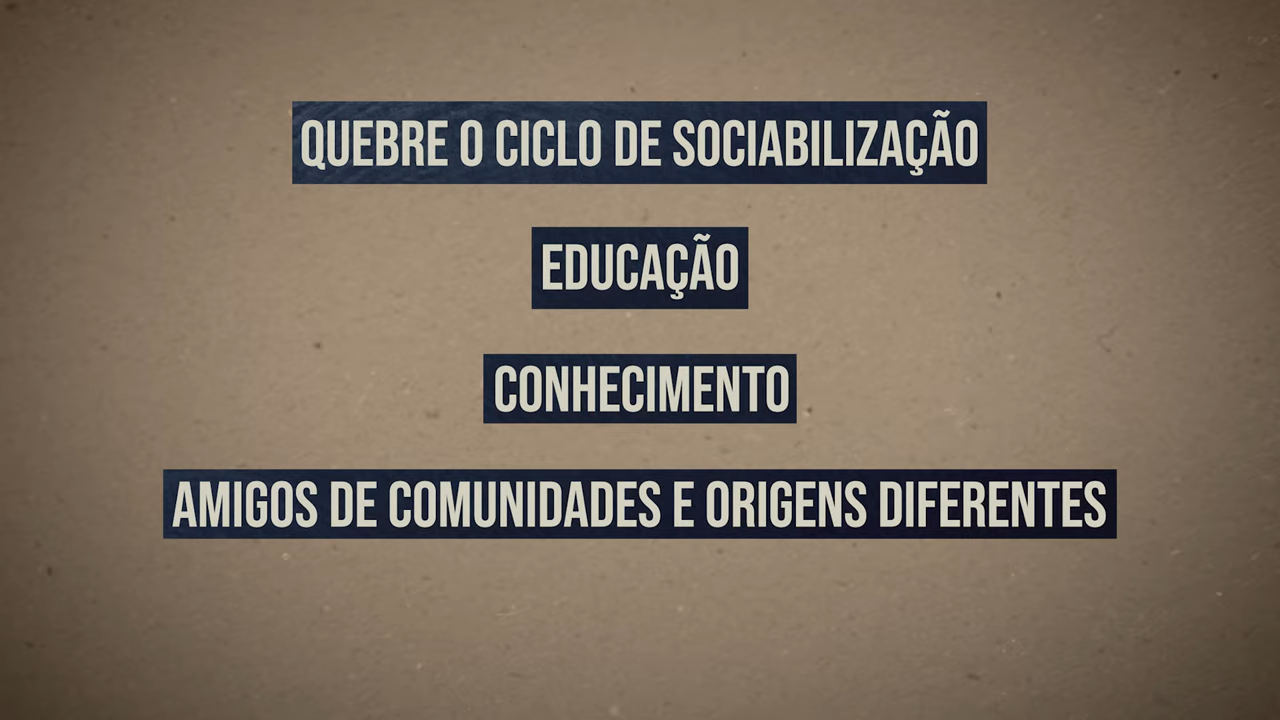 QUEBRE O CICLO DE SOCIABILIZAÇÃO
EDUCAÇÃO
CONHECIMENTO
AMIGOS DE COMUNIDADES E ORIGENS DIFERENTES